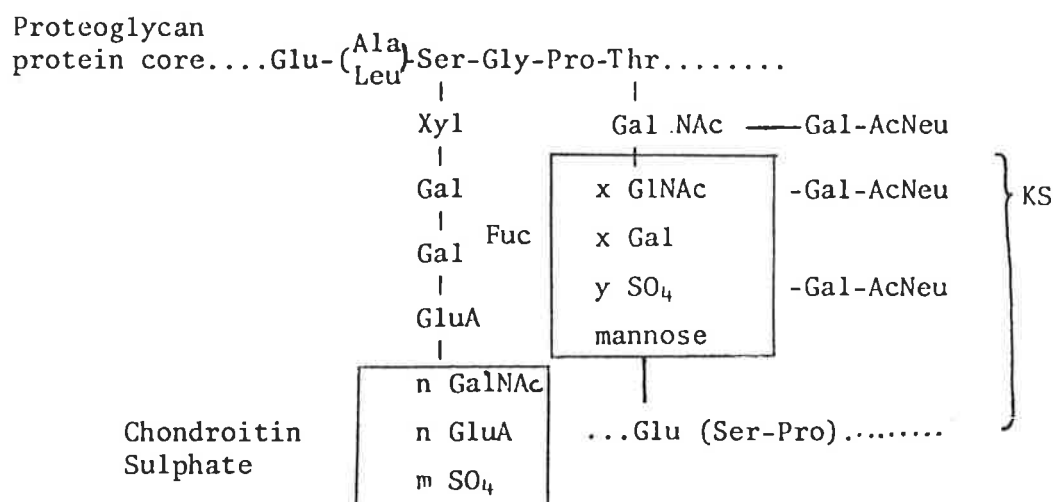 Proteoglycan
protein core....Glu-(Ala Leu)-Ser-Gly-Pro-Thr........
Xyl Gal NAc — Gal-AcNeu
Gal x GlNAc -Gal-AcNeu KS
Fuc
Gal x Gal
y SO₄ -Gal-AcNeu
GluA
mannose
n GalNAc
Chondroitin n GluA ...Glu (Ser-Pro).........
Sulphate
m SO₄